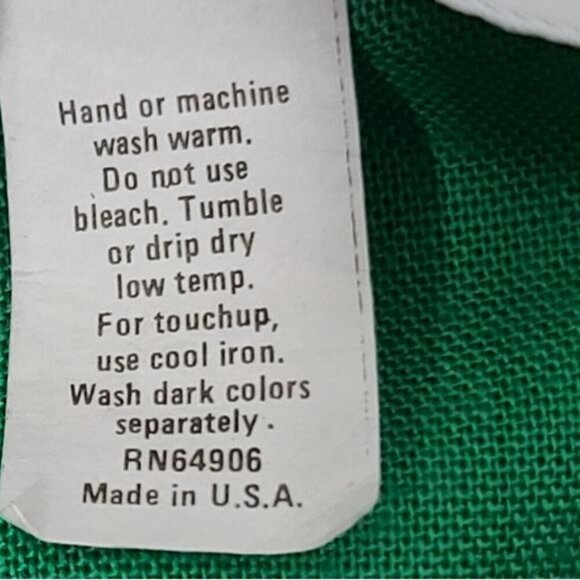 Hand or machine
wash warm.
Do not use
bleach. Tumble
or drip dry
low temp.
For touchup,
use cool iron.
Wash dark colors
separately.
RN64906
Made in U.S.A.